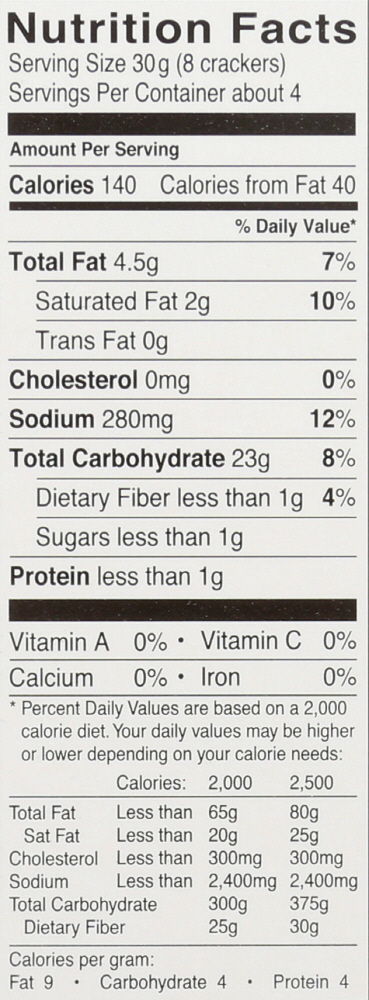 Nutrition Facts
Serving Size 30g (8 crackers)
Servings Per Container about 4
Amount Per Serving
Calories 140 Calories from Fat 40
% Daily Value*
Total Fat 4.5g 7%
Saturated Fat 2g 10%
Trans Fat 0g
Cholesterol 0mg 0%
Sodium 280mg 12%
Total Carbohydrate 23g 8%
Dietary Fiber less than 1g 4%
Sugars less than 1g
Protein less than 1g
Vitamin A 0% • Vitamin C 0%
Calcium 0% • Iron 0%
* Percent Daily Values are based on a 2,000
calorie diet. Your daily values may be higher
or lower depending on your calorie needs:
Calories: 2,000 2,500
Total Fat Less than 65g 80g
Sat Fat Less than 20g 25g
Cholesterol Less than 300mg 300mg
Sodium Less than 2,400mg 2,400mg
Total Carbohydrate 300g 375g
Dietary Fiber 25g 30g
Calories per gram:
Fat 9 • Carbohydrate 4 • Protein 4